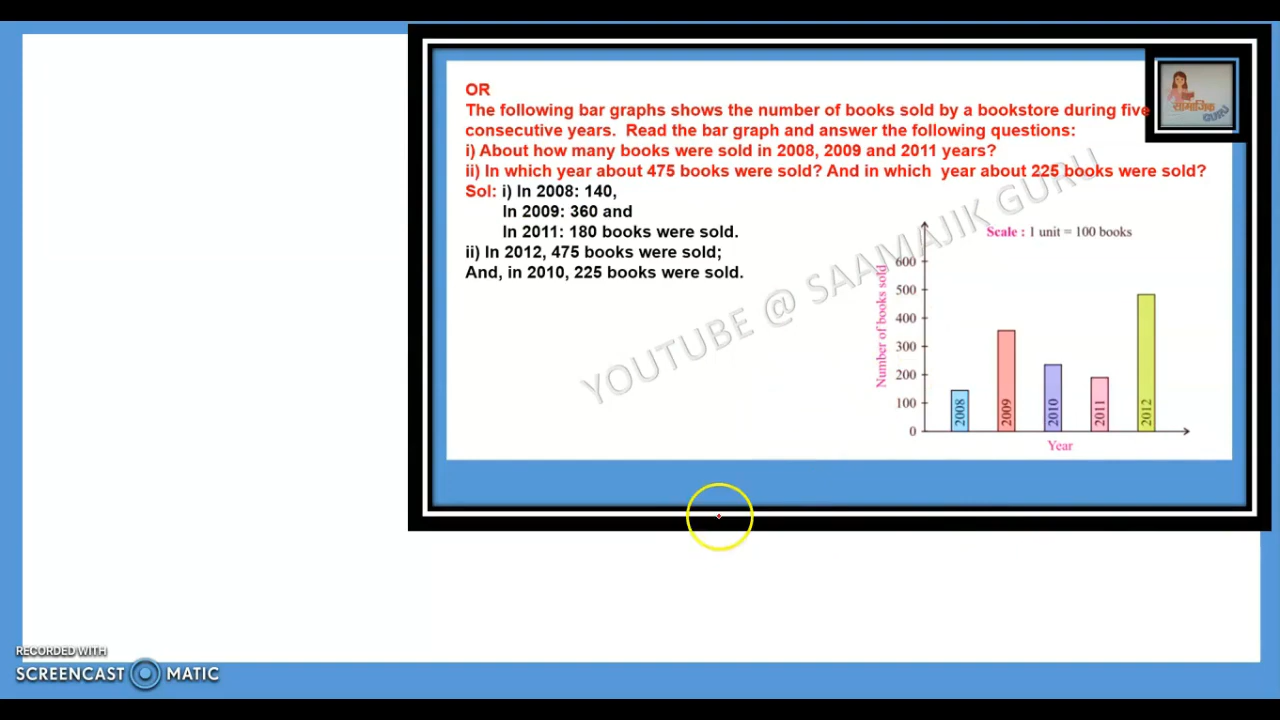 OR
The following bar graphs shows the number of books sold by a bookstore during five
consecutive years. Read the bar graph and answer the following questions:
i) About how many books were sold in 2008, 2009 and 2011 years?
ii) In which year about 475 books were sold? And in which year about 225 books were sold?
Sol: i) In 2008: 140,
In 2009: 360 and
In 2011: 180 books were sold.
ii) In 2012, 475 books were sold;
And, in 2010, 225 books were sold.
सामाजिक
GURU
YOUTUBE @ SAAMAJIK GURU
Scale : 1 unit = 100 books
Number of books sold
600
500
400
300
200
100
0
2008
2009
2010
2011
2012
Year
RECORDED WITH
SCREENCAST MATIC